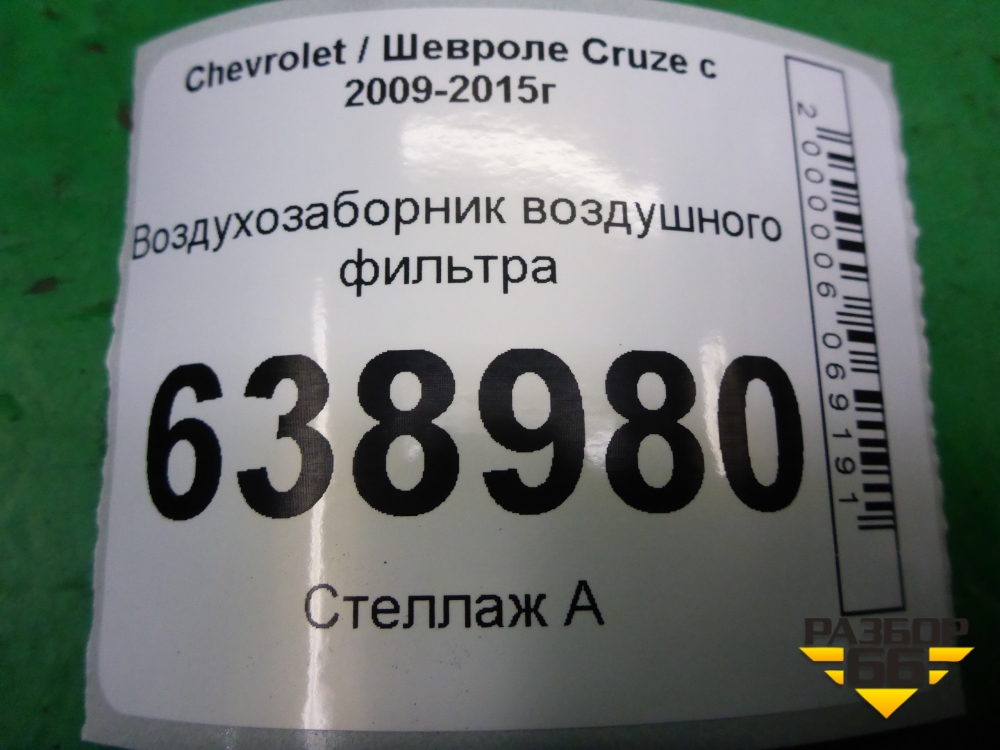 Chevrolet / Шевроле Cruze с
2009-2015г
Воздухозаборник воздушного
фильтра
638980
Стеллаж А
2000006069191
РАЗБОР
66